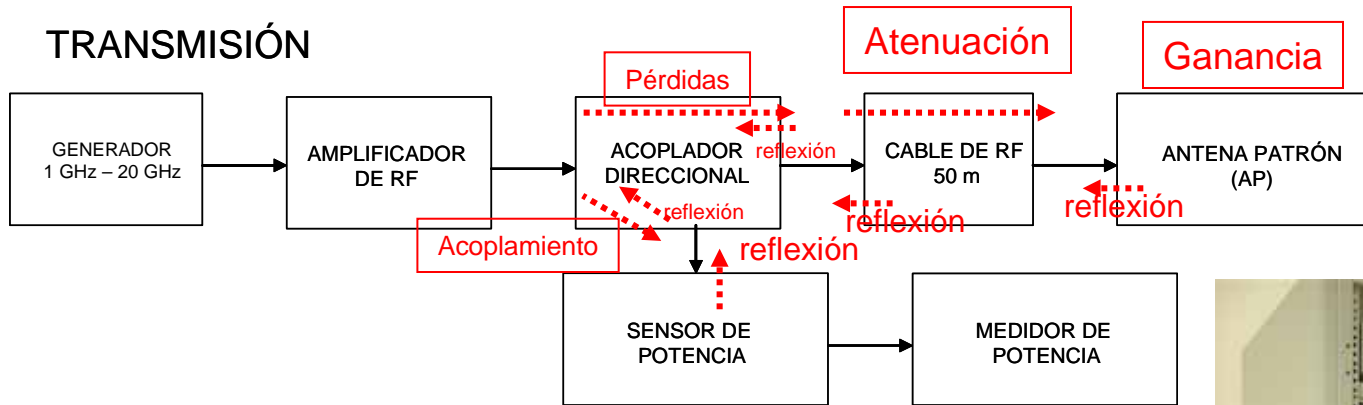 TRANSMISIÓN
Atenuación
Ganancia
Pérdidas
GENERADOR
1 GHz – 20 GHz
AMPLIFICADOR
DE RF
ACOPLADOR
DIRECCIONAL
reflexión
reflexión
CABLE DE RF
50 m
reflexión
ANTENA PATRÓN
(AP)
reflexión
Acoplamiento
reflexión
SENSOR DE
POTENCIA
MEDIDOR DE
POTENCIA